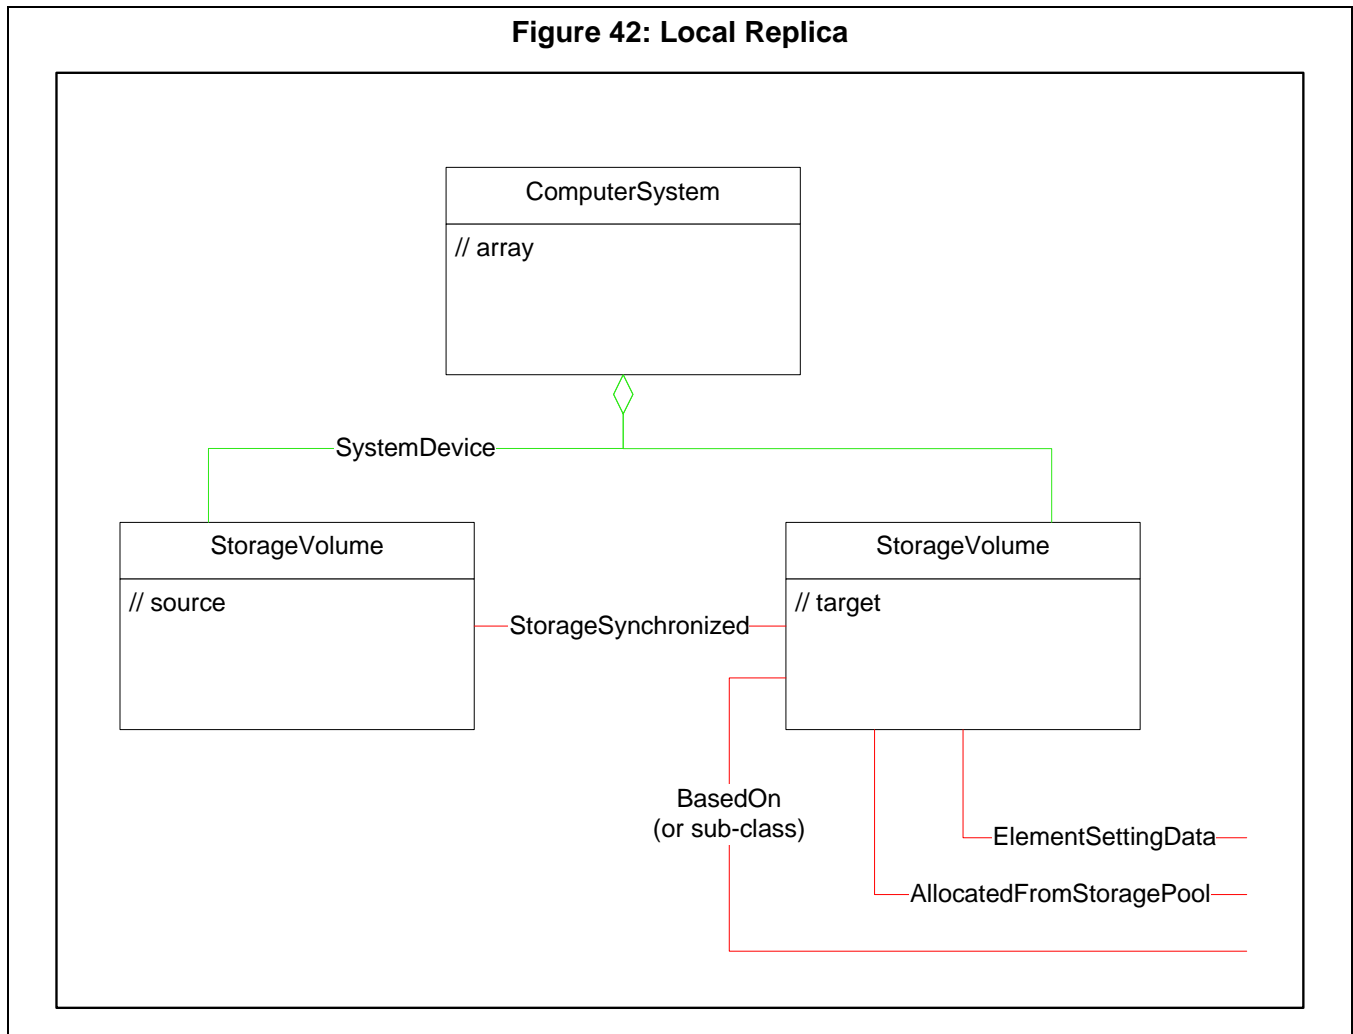 Figure 42: Local Replica
ComputerSystem
// array
SystemDevice
StorageVolume
// source
StorageSynchronized
StorageVolume
// target
BasedOn
(or sub-class)
ElementSettingData
AllocatedFromStoragePool